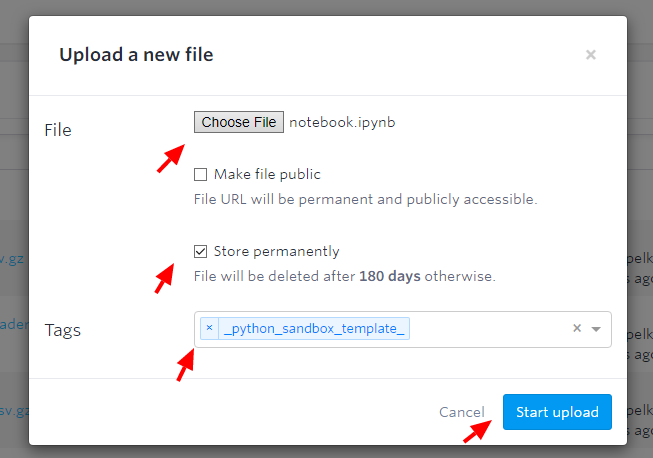 Upload a new file
×
File
Choose File notebook.ipynb
Make file public
File URL will be permanent and publicly accessible.
v.gz
pelk
s ago
Store permanently
File will be deleted after 180 days otherwise.
Tags
× _python_sandbox_template_ ×
ader
pelk
s ago
sv.gz
Cancel
Start upload
pelk
s ago